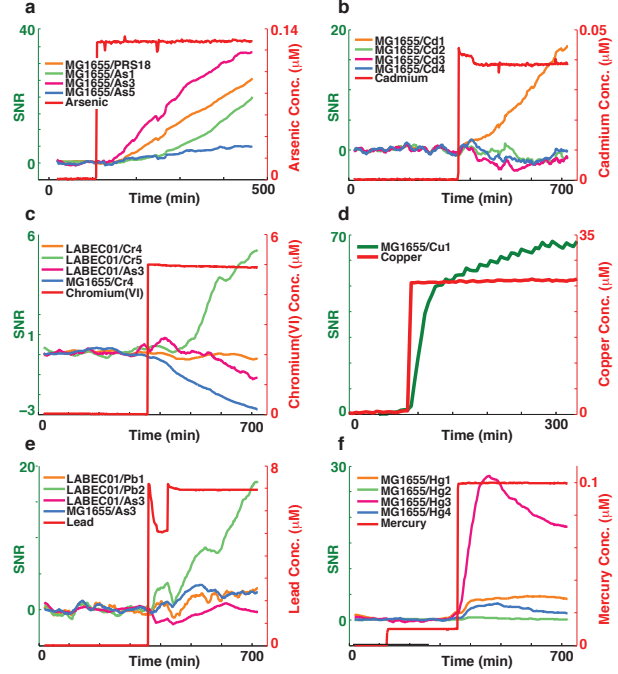 a
40
SNR
0
MG1655/PRS18
MG1655/As1
MG1655/As3
MG1655/As5
Arsenic
0.14
Arsenic Conc. (µM)
0
0
Time (min)
500
b
20
SNR
0
MG1655/Cd1
MG1655/Cd2
MG1655/Cd3
MG1655/Cd4
Cadmium
0.05
Cadmium Conc. (µM)
0
0
Time (min)
700
c
6
SNR
1
−3
LABEC01/Cr4
LABEC01/Cr5
LABEC01/As3
MG1655/Cr4
Chromium(VI)
6
Chromium(VI) Conc. (µM)
0
0
Time (min)
700
d
70
SNR
0
MG1655/Cu1
Copper
35
Copper Conc. (µM)
0
0
Time (min)
300
e
20
SNR
0
LABEC01/Pb1
LABEC01/Pb2
LABEC01/As3
MG1655/As3
Lead
8
Lead Conc. (µM)
0
0
Time (min)
700
f
30
SNR
0
MG1655/Hg1
MG1655/Hg2
MG1655/Hg3
MG1655/Hg4
Mercury
0.1
Mercury Conc. (µM)
0
0
Time (min)
700